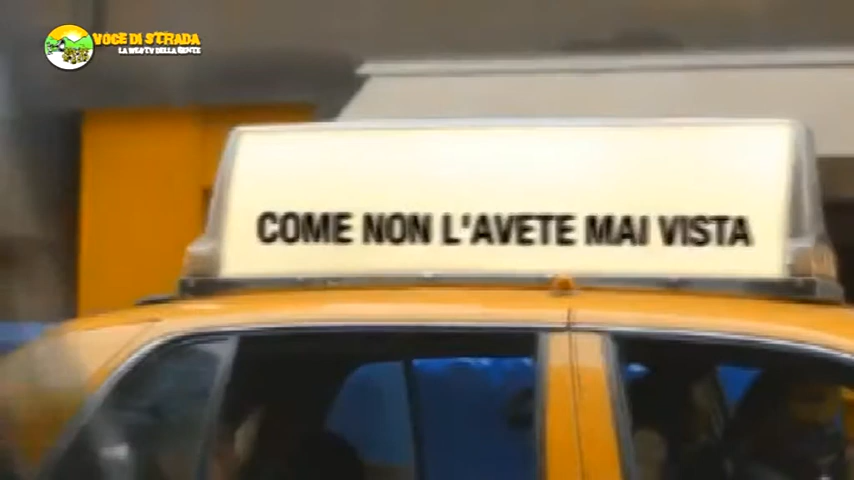 VOCE DI STRADA
LA WEB TV DELLA GENTE
COME NON L'AVETE MAI VISTA